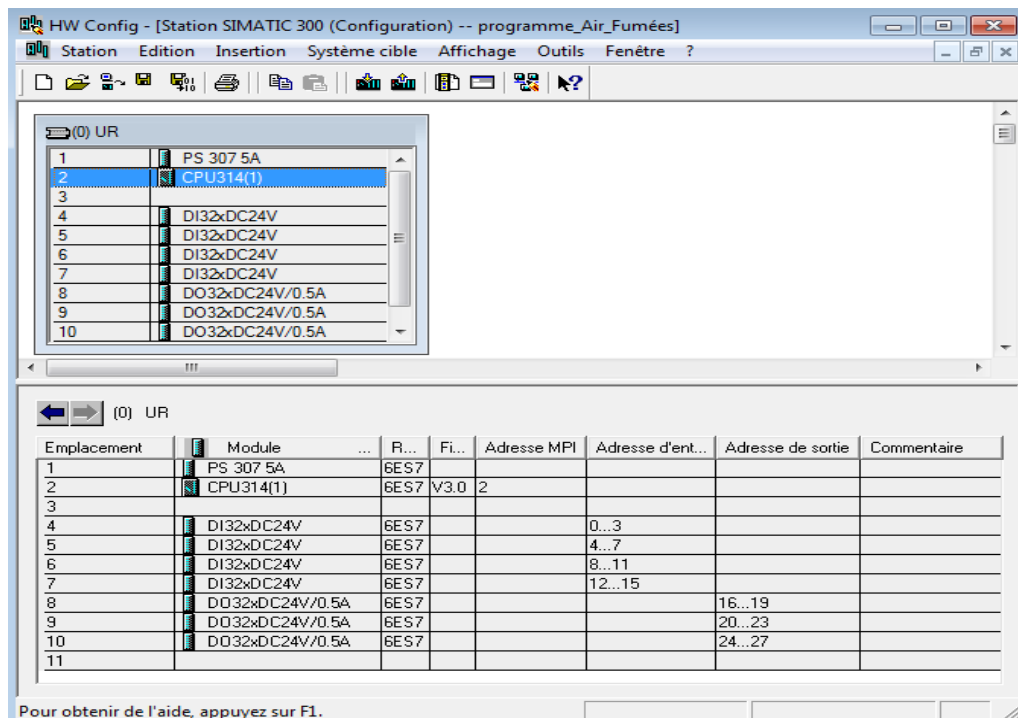 HW Config - [Station SIMATIC 300 (Configuration) -- programme_Air_Fumées]
Station Edition Insertion Système cible Affichage Outils Fenêtre ?
(0) UR
1 PS 307 5A
2 CPU314(1)
3
4 DI32xDC24V
5 DI32xDC24V
6 DI32xDC24V
7 DI32xDC24V
8 DO32xDC24V/0.5A
9 DO32xDC24V/0.5A
10 DO32xDC24V/0.5A
(0) UR
Emplacement Module ... R... Fi... Adresse MPI Adresse d'ent... Adresse de sortie Commentaire
1 PS 307 5A 6ES7
2 CPU314(1) 6ES7 V3.0 2
3
4 DI32xDC24V 6ES7 0...3
5 DI32xDC24V 6ES7 4...7
6 DI32xDC24V 6ES7 8...11
7 DI32xDC24V 6ES7 12...15
8 DO32xDC24V/0.5A 6ES7 16...19
9 DO32xDC24V/0.5A 6ES7 20...23
10 DO32xDC24V/0.5A 6ES7 24...27
11
Pour obtenir de l'aide, appuyez sur F1.